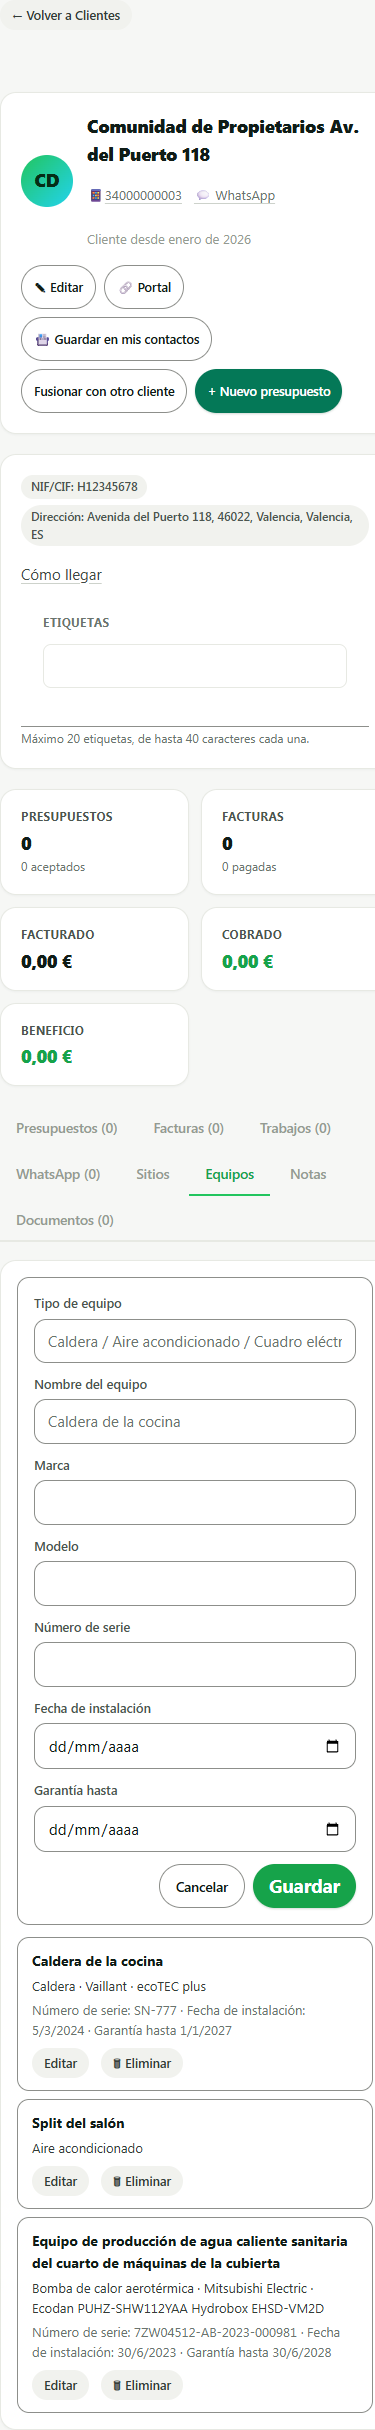 ← Volver a Clientes
Comunidad de Propietarios Av.
del Puerto 118
CD
34000000003 WhatsApp
Cliente desde enero de 2026
Editar Portal
Guardar en mis contactos
Fusionar con otro cliente + Nuevo presupuesto
NIF/CIF: H12345678
Dirección: Avenida del Puerto 118, 46022, Valencia, Valencia,
ES
Cómo llegar
ETIQUETAS
Máximo 20 etiquetas, de hasta 40 caracteres cada una.
PRESUPUESTOS
0
0 aceptados
FACTURAS
0
0 pagadas
FACTURADO
0,00 €
COBRADO
0,00 €
BENEFICIO
0,00 €
Presupuestos (0) Facturas (0) Trabajos (0)
WhatsApp (0) Sitios Equipos Notas
Documentos (0)
Tipo de equipo
Caldera / Aire acondicionado / Cuadro eléctr
Nombre del equipo
Caldera de la cocina
Marca
Modelo
Número de serie
Fecha de instalación
dd/mm/aaaa
Garantía hasta
dd/mm/aaaa
Cancelar Guardar
Caldera de la cocina
Caldera · Vaillant · ecoTEC plus
Número de serie: SN-777 · Fecha de instalación:
5/3/2024 · Garantía hasta 1/1/2027
Editar Eliminar
Split del salón
Aire acondicionado
Editar Eliminar
Equipo de producción de agua caliente sanitaria
del cuarto de máquinas de la cubierta
Bomba de calor aerotérmica · Mitsubishi Electric ·
Ecodan PUHZ-SHW112YAA Hydrobox EHSD-VM2D
Número de serie: 7ZW04512-AB-2023-000981 · Fecha
de instalación: 30/6/2023 · Garantía hasta 30/6/2028
Editar Eliminar